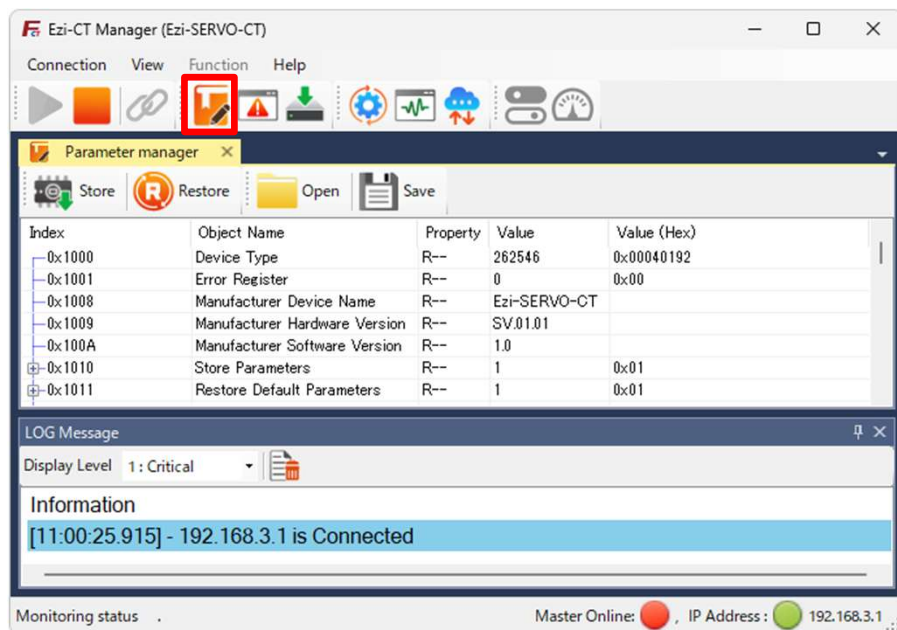 Ezi-CT Manager (Ezi-SERVO-CT)
Connection View Function Help
Parameter manager
Store Restore Open Save
Index Object Name Property Value Value (Hex)
0x1000 Device Type R-- 262546 0x00040192
0x1001 Error Register R-- 0 0x00
0x1008 Manufacturer Device Name R-- Ezi-SERVO-CT
0x1009 Manufacturer Hardware Version R-- SV.01.01
0x100A Manufacturer Software Version R-- 1.0
0x1010 Store Parameters R-- 1 0x01
0x1011 Restore Default Parameters R-- 1 0x01
LOG Message
Display Level 1 : Critical
Information
[11:00:25.915] - 192.168.3.1 is Connected
Monitoring status . Master Online: , IP Address : 192.168.3.1